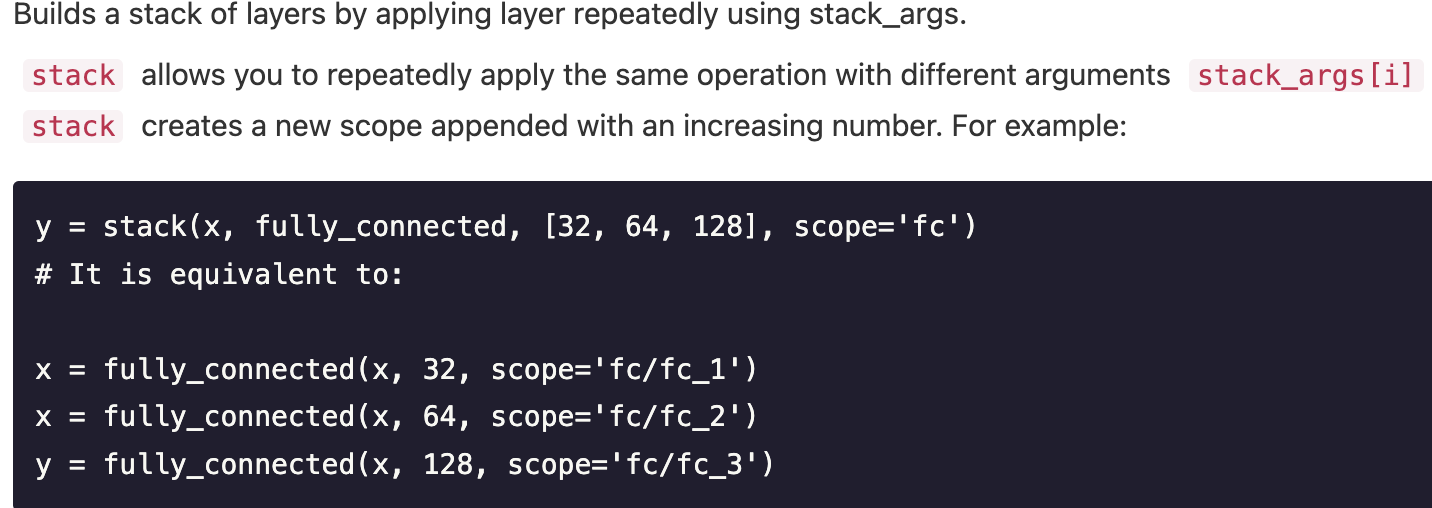 Builds a stack of layers by applying layer repeatedly using stack_args.
stack allows you to repeatedly apply the same operation with different arguments stack_args[i]
stack creates a new scope appended with an increasing number. For example:
y = stack(x, fully_connected, [32, 64, 128], scope='fc')
# It is equivalent to:
x = fully_connected(x, 32, scope='fc/fc_1')
x = fully_connected(x, 64, scope='fc/fc_2')
y = fully_connected(x, 128, scope='fc/fc_3')